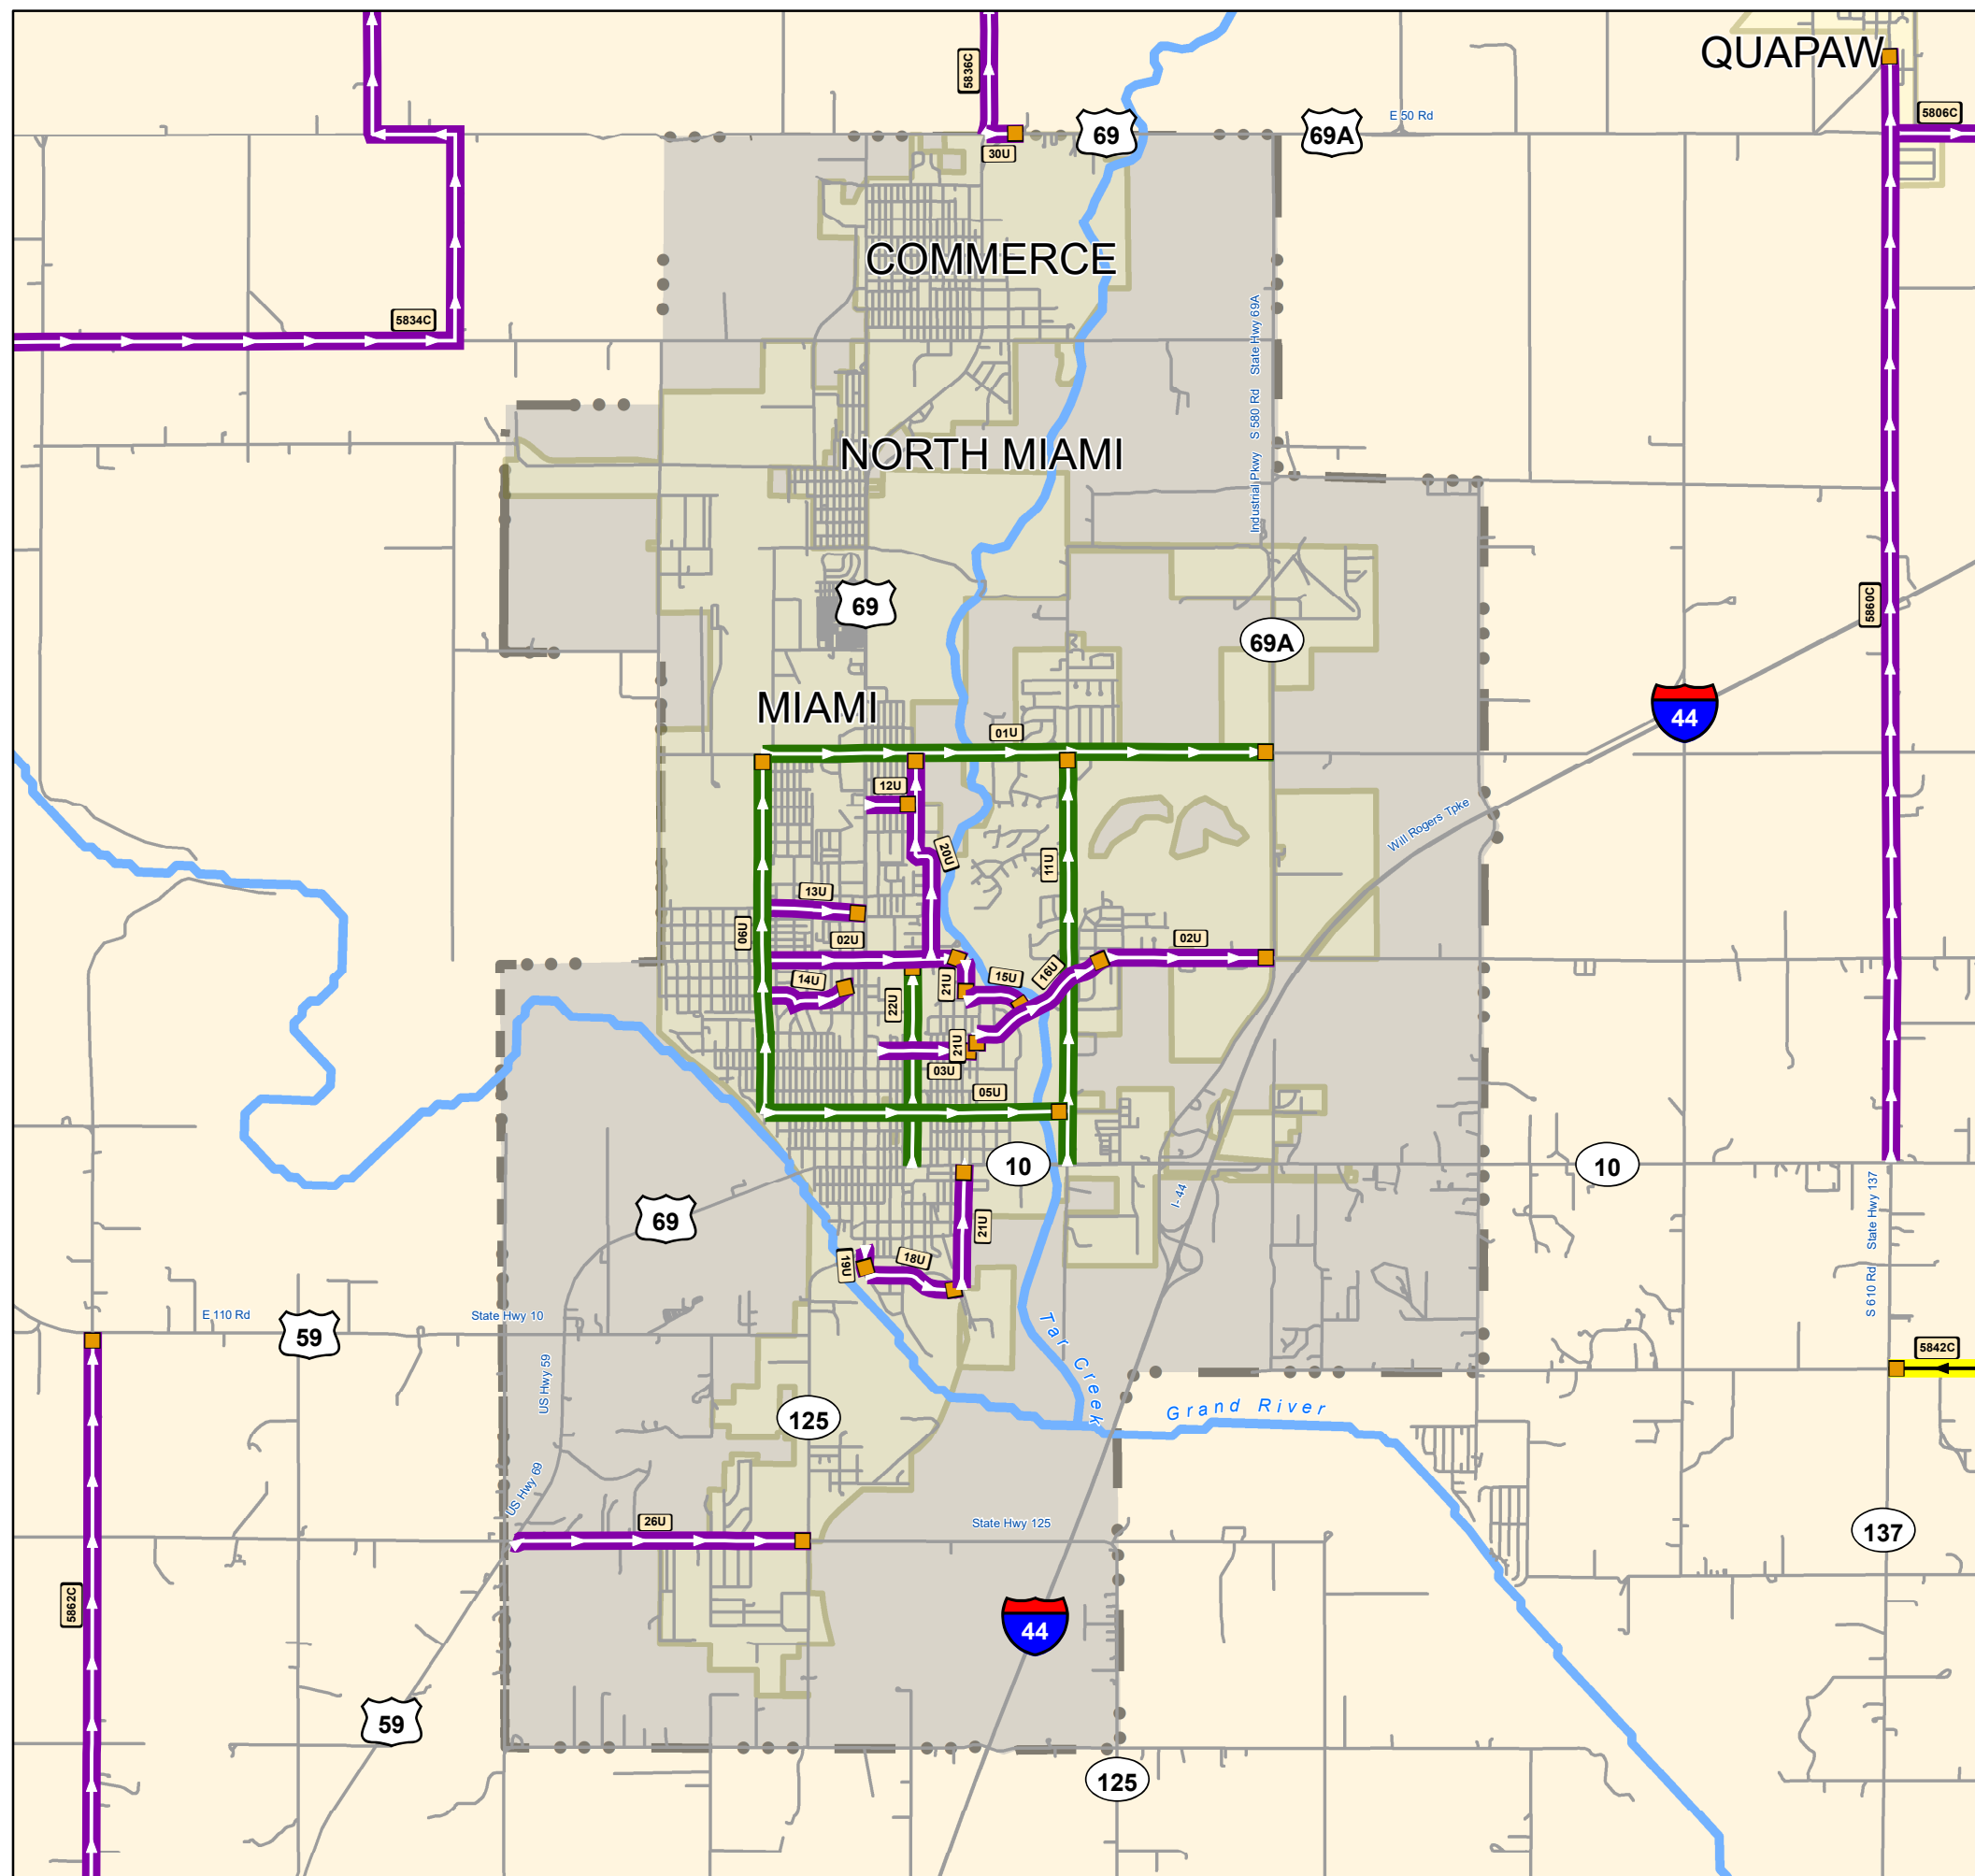 QUAPAW
5836C
5806C
69
69A
E 50 Rd
30U
COMMERCE
5834C
Industrial Pkwy S 580 Rd State Hwy 69A
NORTH MIAMI
69
5860C
69A
MIAMI
44
01U
12U
Will Rogers Tpke
20U
11U
13U
06U
02U
02U
14U
21U
15U
16U
22U
21U
03U
05U
10
10
I- 44
69
21U
19U
18U
S 610 Rd State Hwy 137
E 110 Rd
59
State Hwy 10
Tar Creek
5842C
US Hwy 59
125
Grand River
US Hwy 69
26U
State Hwy 125
137
5862C
44
59
125